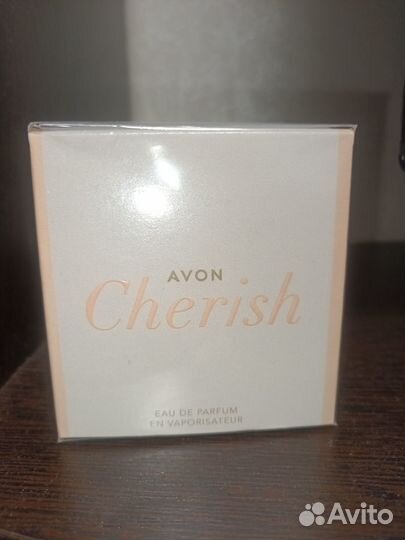 AVON
Cherish
EAU DE PARFUM
EN VAPORISATEUR
Avito